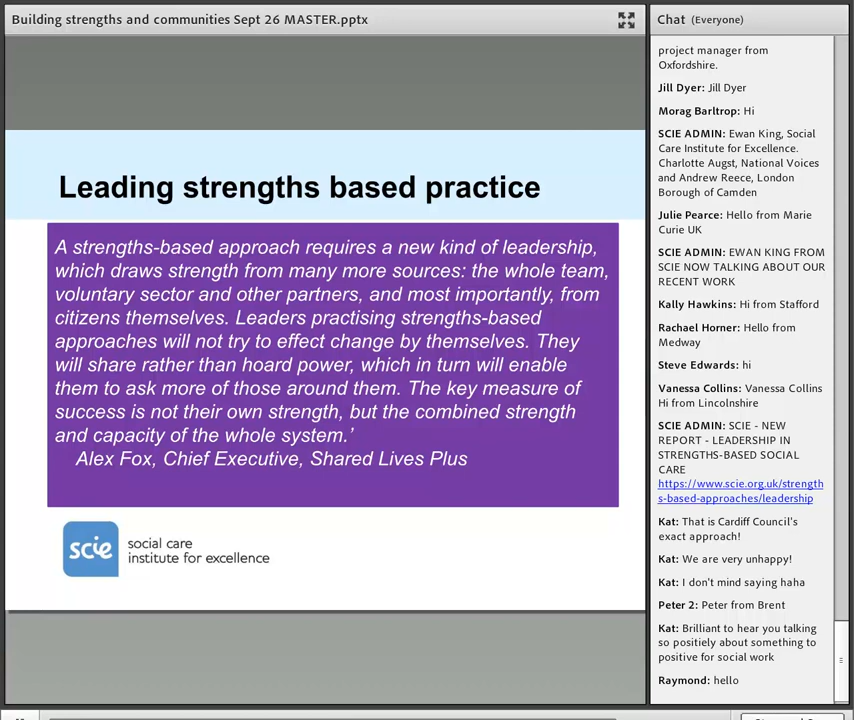 Building strengths and communities Sept 26 MASTER.pptx
Leading strengths based practice
A strengths-based approach requires a new kind of leadership,
which draws strength from many more sources: the whole team,
voluntary sector and other partners, and most importantly, from
citizens themselves. Leaders practising strengths-based
approaches will not try to effect change by themselves. They
will share rather than hoard power, which in turn will enable
them to ask more of those around them. The key measure of
success is not their own strength, but the combined strength
and capacity of the whole system.’
Alex Fox, Chief Executive, Shared Lives Plus
scie
social care
institute for excellence
Chat (Everyone)
project manager from
Oxfordshire.
Jill Dyer: Jill Dyer
Morag Barltrop: Hi
SCIE ADMIN: Ewan King, Social
Care Institute for Excellence.
Charlotte Augst, National Voices
and Andrew Reece, London
Borough of Camden
Julie Pearce: Hello from Marie
Curie UK
SCIE ADMIN: EWAN KING FROM
SCIE NOW TALKING ABOUT OUR
RECENT WORK
Kally Hawkins: Hi from Stafford
Rachael Horner: Hello from
Medway
Steve Edwards: hi
Vanessa Collins: Vanessa Collins
Hi from Lincolnshire
SCIE ADMIN: SCIE - NEW
REPORT - LEADERSHIP IN
STRENGTHS-BASED SOCIAL
CARE
https://www.scie.org.uk/strength
s-based-approaches/leadership
Kat: That is Cardiff Council's
exact approach!
Kat: We are very unhappy!
Kat: I don't mind saying haha
Peter 2: Peter from Brent
Kat: Brilliant to hear you talking
so positiely about something to
positive for social work
Raymond: hello